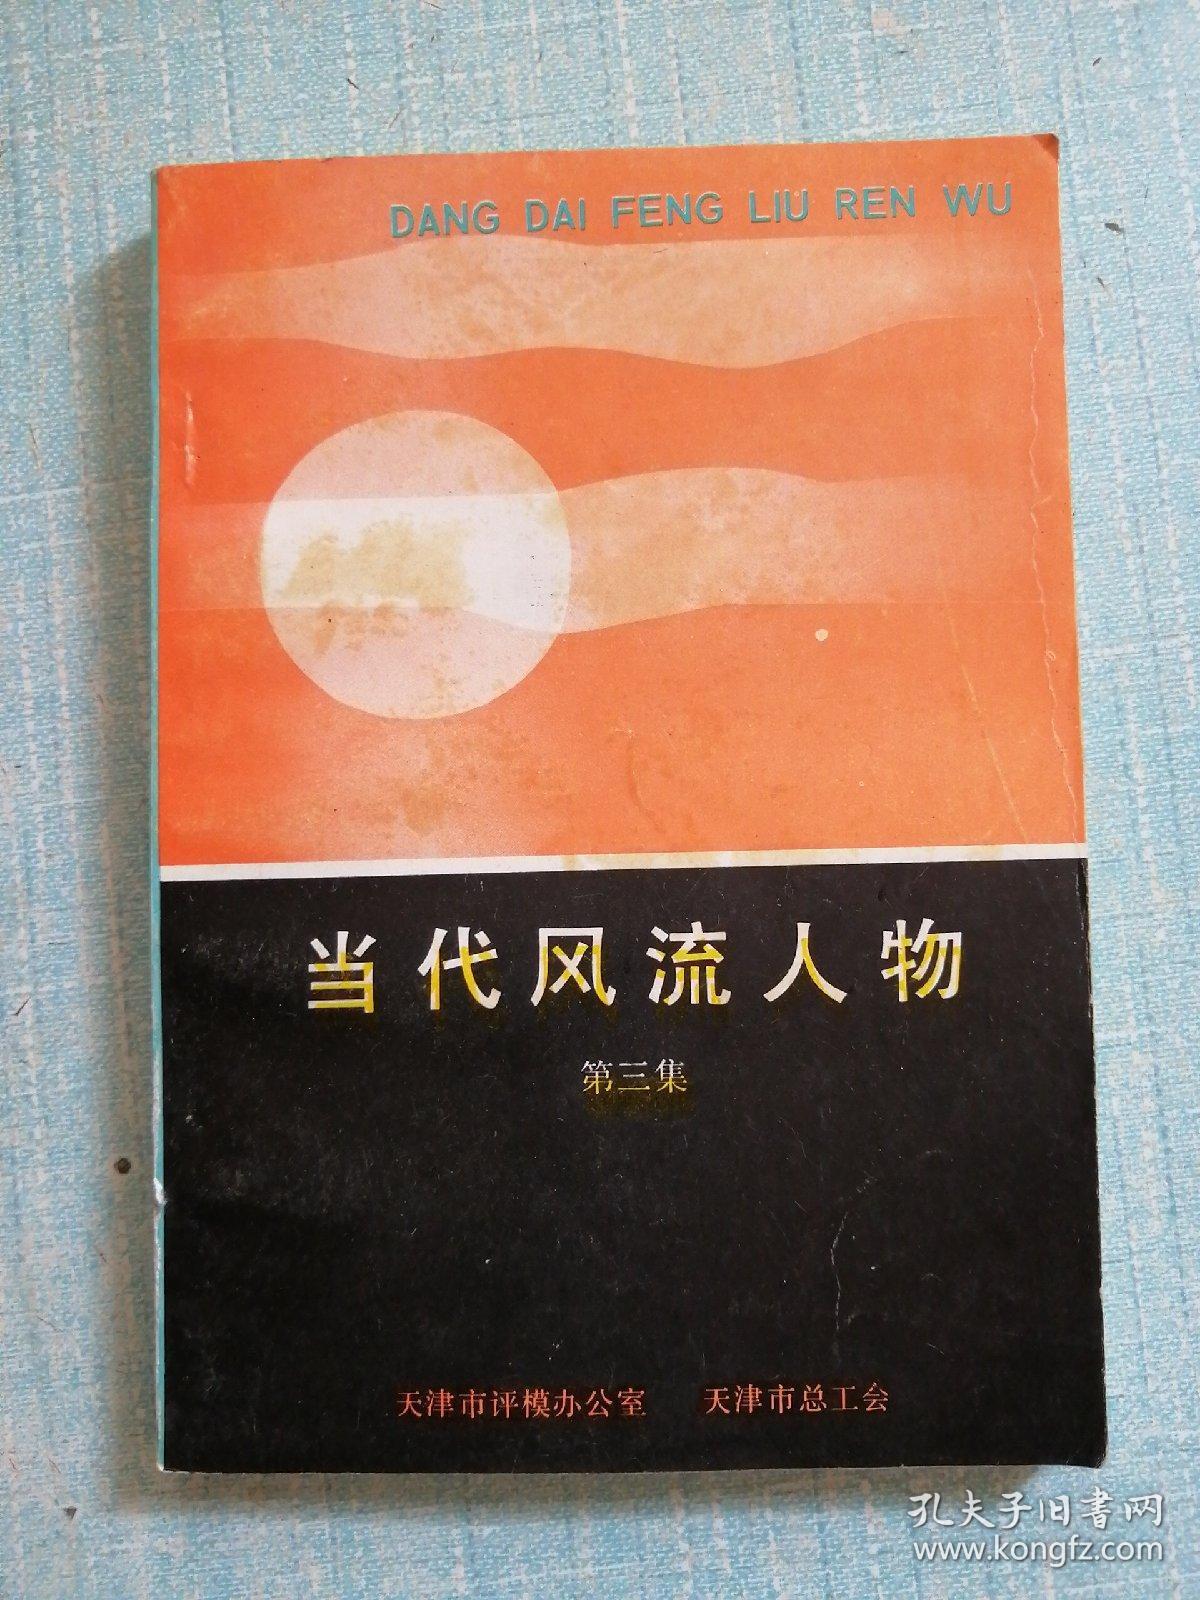 DANG DAI FENG LIU REN WU
当代风流人物
第三集
天津市评模办公室 天津市总工会
孔夫子旧书网
www.kongfz.com